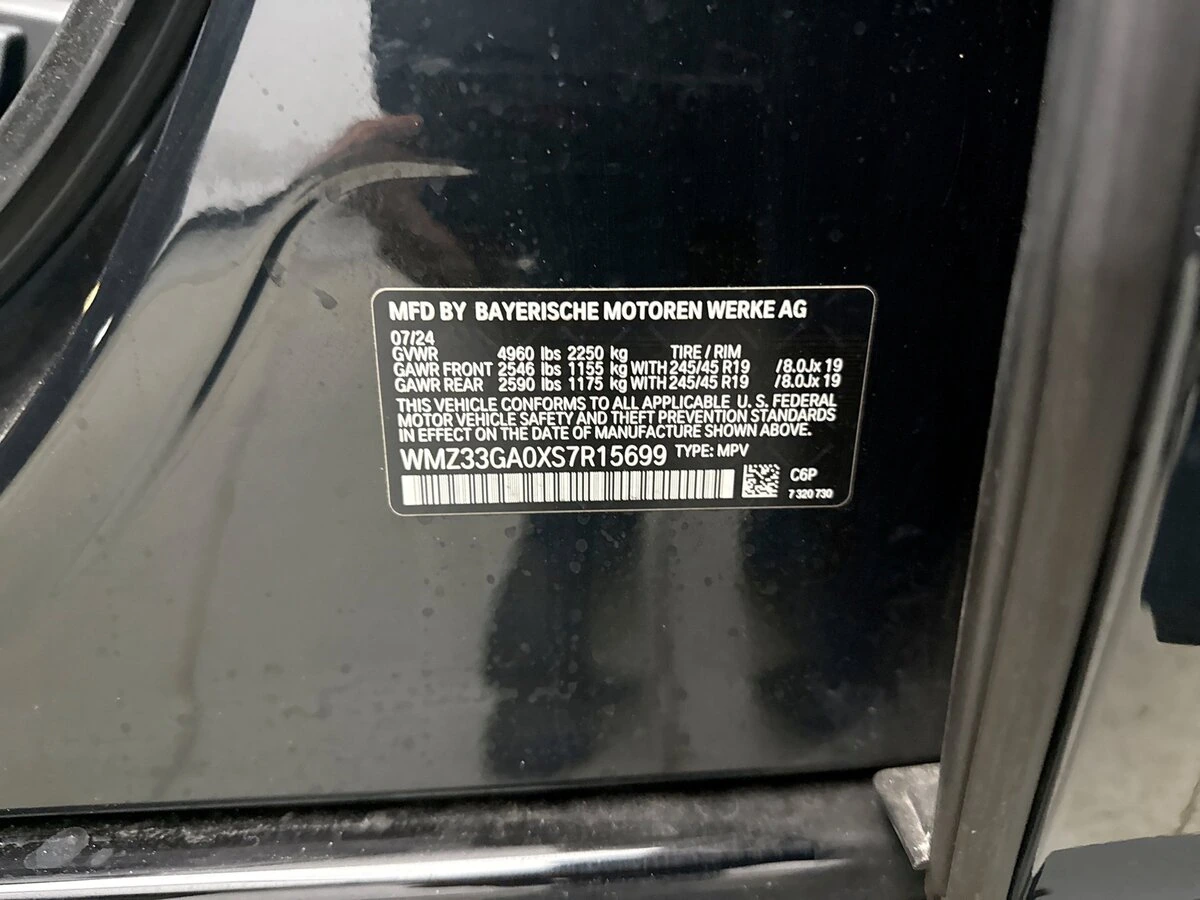 MFD BY BAYERISCHE MOTOREN WERKE AG
07/24
GVWR 4960 lbs 2250 kg TIRE / RIM
GAWR FRONT 2546 lbs 1155 kg WITH 245/45 R19 /8.0Jx 19
GAWR REAR 2590 lbs 1175 kg WITH 245/45 R19 /8.0Jx 19
THIS VEHICLE CONFORMS TO ALL APPLICABLE U. S. FEDERAL
MOTOR VEHICLE SAFETY AND THEFT PREVENTION STANDARDS
IN EFFECT ON THE DATE OF MANUFACTURE SHOWN ABOVE.
WMZ33GA0XS7R15699 TYPE: MPV
C6P
7 320 730